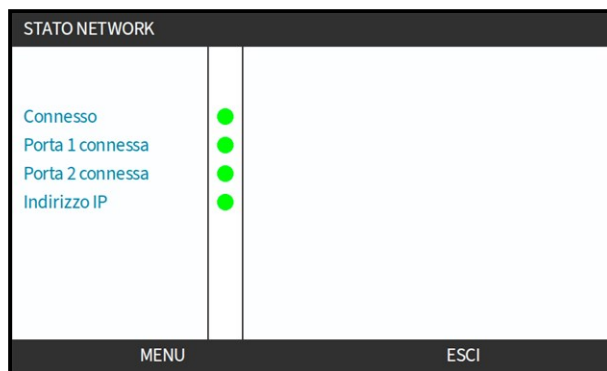 STATO NETWORK
Connesso
Porta 1 connessa
Porta 2 connessa
Indirizzo IP
MENU ESCI